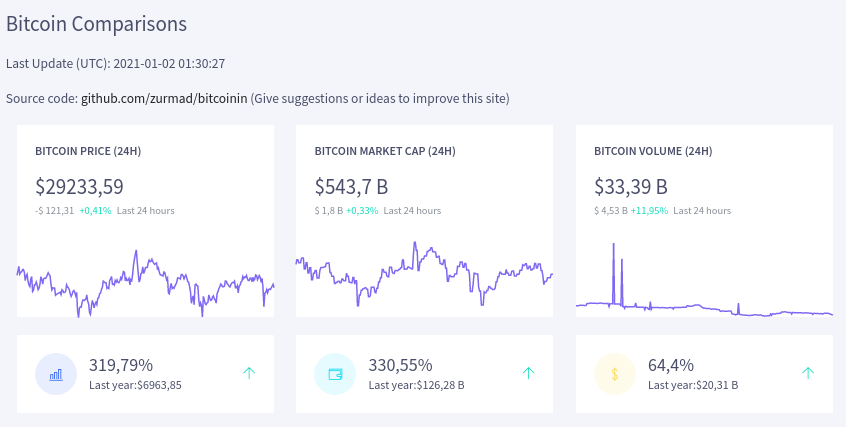 Bitcoin Comparisons
Last Update (UTC): 2021-01-02 01:30:27
Source code: github.com/zurmad/bitcoinin (Give suggestions or ideas to improve this site)
BITCOIN PRICE (24H)
$29233,59
-$ 121,31 +0,41% Last 24 hours
BITCOIN MARKET CAP (24H)
$543,7 B
$ 1,8 B +0,33% Last 24 hours
BITCOIN VOLUME (24H)
$33,39 B
$ 4,53 B +11,95% Last 24 hours
319,79%
Last year:$6963,85
330,55%
Last year:$126,28 B
64,4%
Last year:$20,31 B